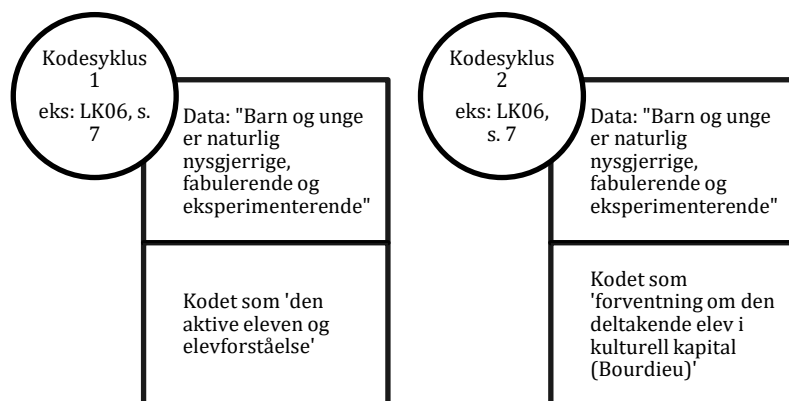 Kodesyklus
1
eks: LK06, s.
7
Data: "Barn og unge
er naturlig
nysgjerrige,
fabulerende og
eksperimenterende"
Kodet som 'den
aktive eleven og
elevforståelse'
Kodesyklus
2
eks: LK06,
s. 7
Data: "Barn og unge
er naturlig
nysgjerrige,
fabulerende og
eksperimenterende"
Kodet som
'forventning om den
deltakende elev i
kulturell kapital
(Bourdieu)'